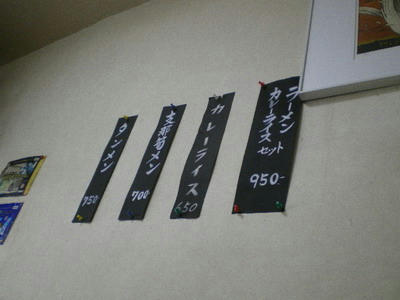 ラーメン
カレーライス セット
950-
カレーライス
650
支那筍メン
700-
タンメン
750-